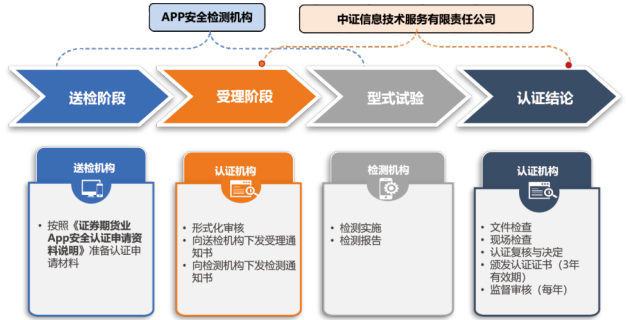 APP安全检测机构
中证信息技术服务有限责任公司
送检阶段
受理阶段
型式试验
认证结论
送检机构
• 按照《证券期货业
App安全认证申请资
料说明》准备认证申
请材料
认证机构
• 形式化审核
• 向送检机构下发受理通
知书
• 向检测机构下发检测通
知书
检测机构
• 检测实施
• 检测报告
认证机构
• 文件检查
• 现场检查
• 认证复核与决定
• 颁发认证证书（3年
有效期）
• 监督审核（每年）